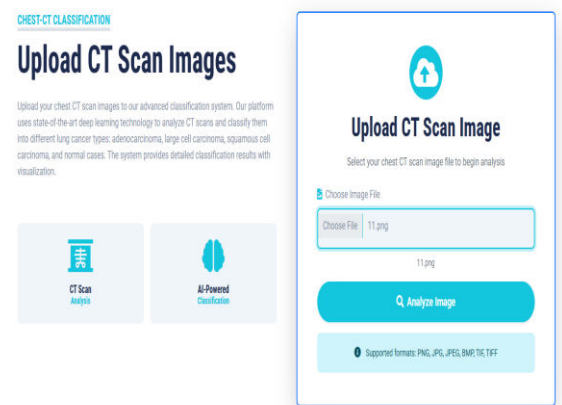 CHEST-CT CLASSIFICATION
Upload CT Scan Images
Upload your chest CT scan images to our advanced classification system. Our platform
uses state-of-the-art deep learning technology to analyze CT scans and classify them
into different lung cancer types: adenocarcinoma, large cell carcinoma, squamous cell
carcinoma, and normal cases. The system provides detailed classification results with
visualization.
CT Scan
Analysis
AI-Powered
Classification
Upload CT Scan Image
Select your chest CT scan image file to begin analysis
Choose Image File
Choose File 11.png
11.png
Analyze Image
Supported formats: PNG, JPG, JPEG, BMP, TIF, TIFF